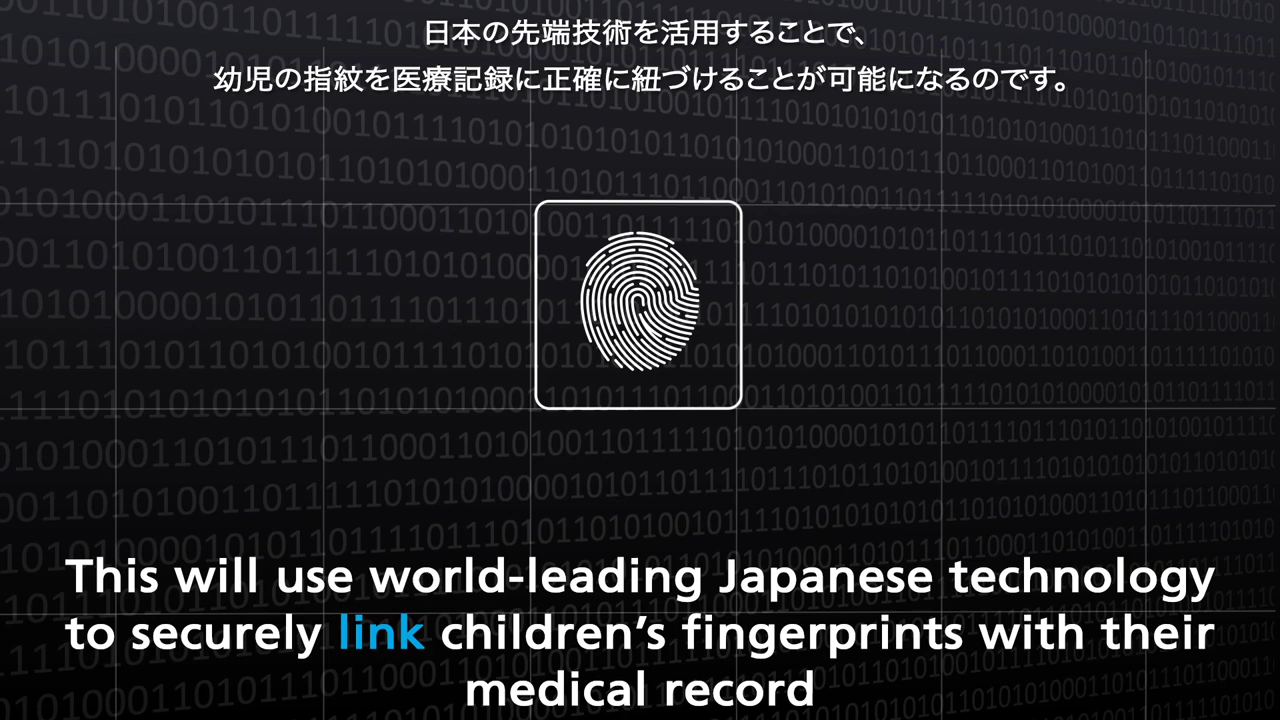 日本の先端技術を活用することで、
幼児の指紋を医療記録に正確に紐づけることが可能になるのです。
This will use world-leading Japanese technology
to securely link children’s fingerprints with their
medical record